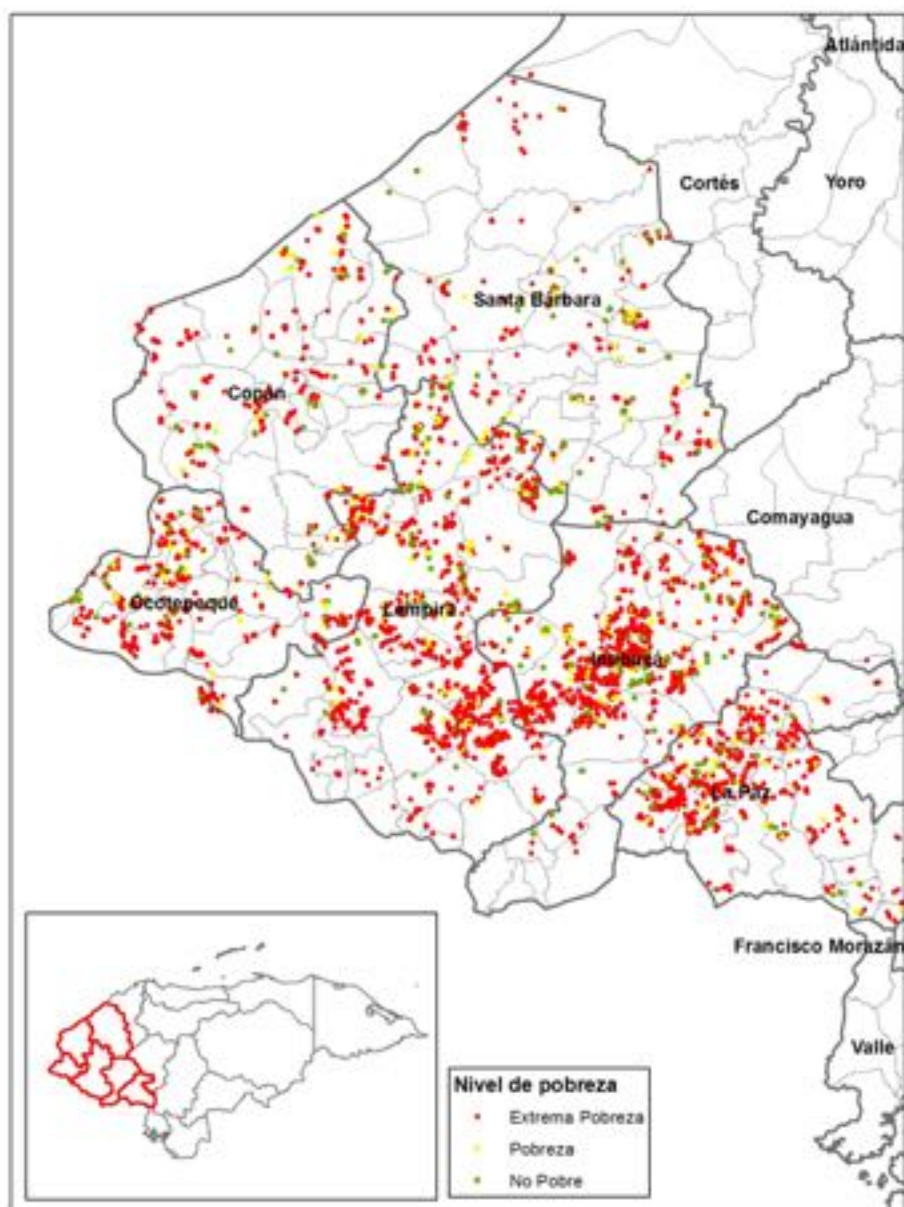 Atlántida
Cortés
Yoro
Santa Bárbara
Copán
Comayagua
Ocotepeque
Lempira
Intibucá
La Paz
Francisco Morazán
Valle
Nivel de pobreza
Extrema Pobreza
Pobreza
No Pobre